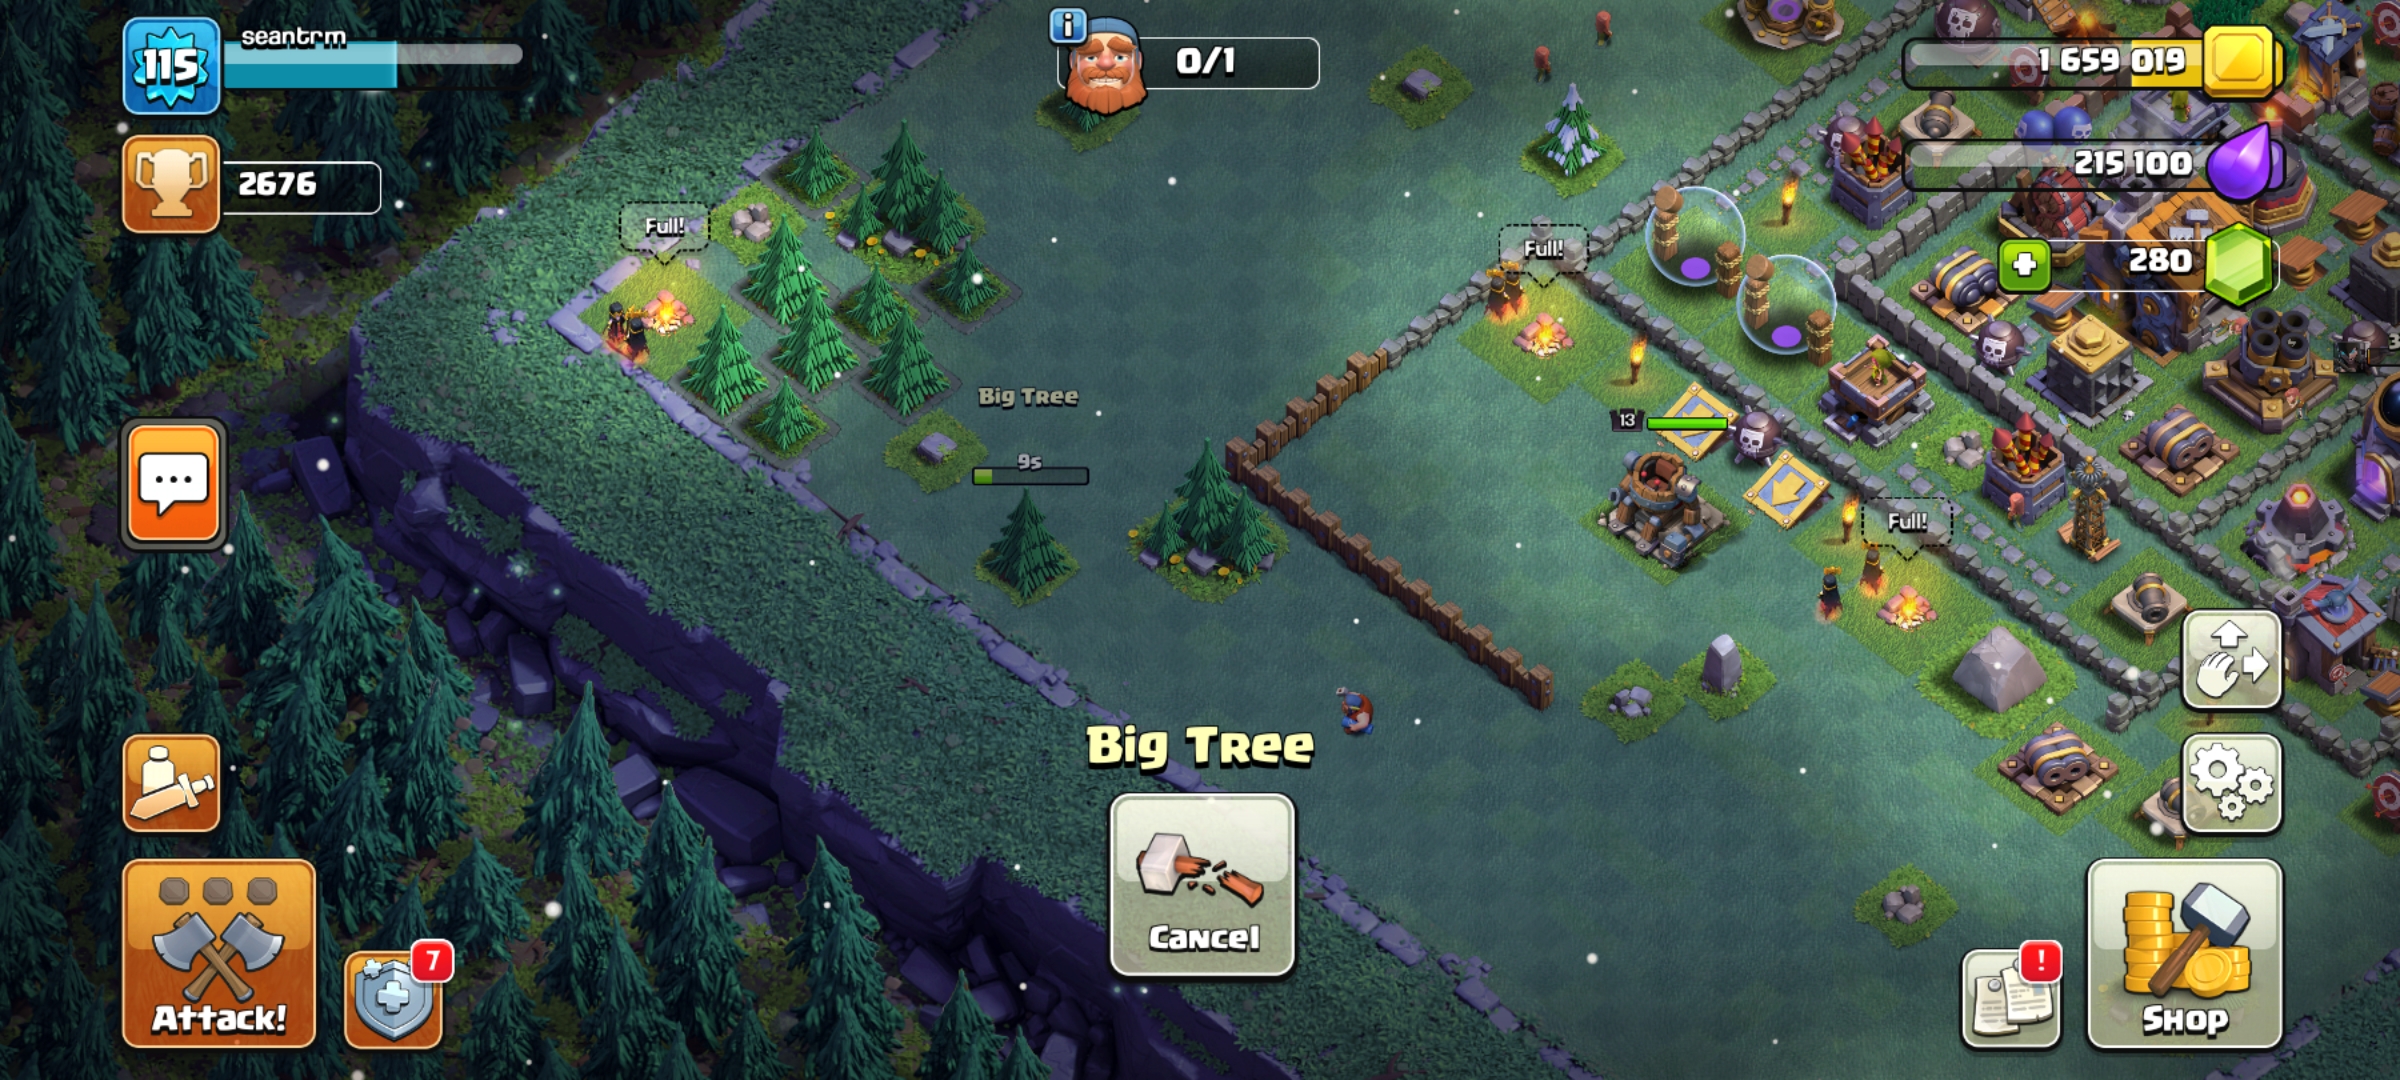 115
seantrm
0/1
1 659 019
2676
215 100
Full!
Full!
280
Big Tree
13
9s
Full!
Big Tree
Cancel
7
Attack!
!
Shop